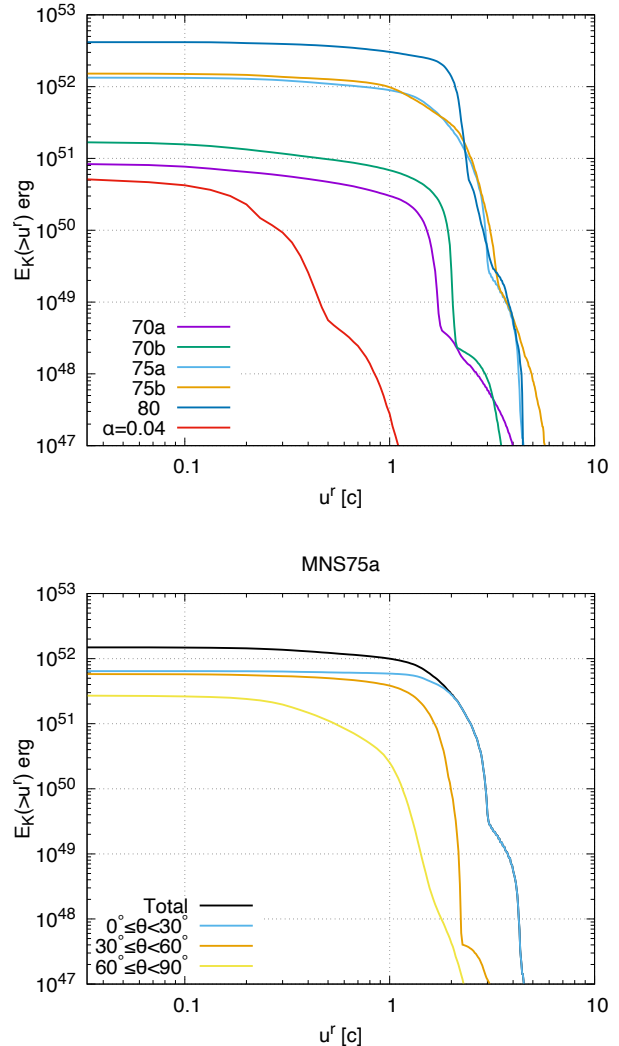 10^53
10^52
10^51
10^50
10^49
10^48
10^47
E_K(>u^r) erg
70a
70b
75a
75b
80
α=0.04
0.1 1 10
u^r [c]
MNS75a
10^53
10^52
10^51
10^50
10^49
10^48
10^47
E_K(>u^r) erg
Total
0°≤θ<30°
30°≤θ<60°
60°≤θ<90°
0.1 1 10
u^r [c]